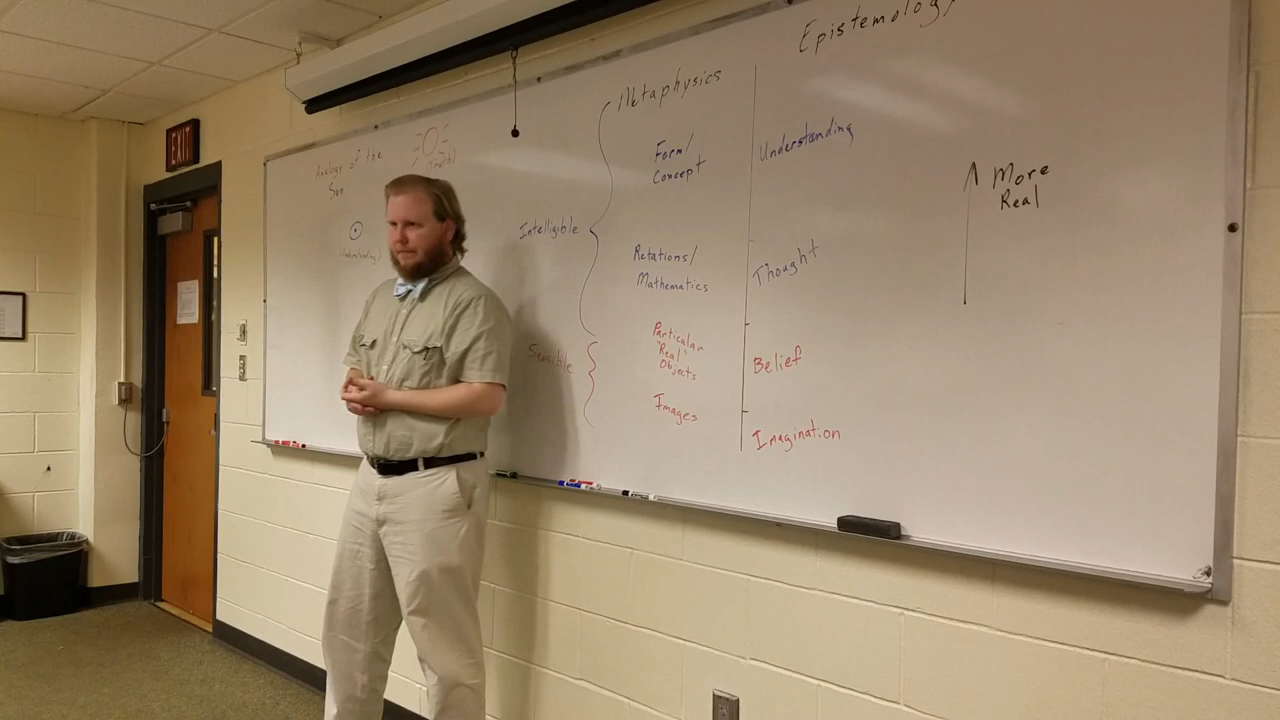 EXIT
Analogy of the
Sun
(Truth)
(Understanding)
Metaphysics
Epistemology
Intelligible
Form/
Concept
Understanding
Relations/
Mathematics
Thought
Sensible
Particular
"Real"
Objects
Belief
Images
Imagination
More
Real